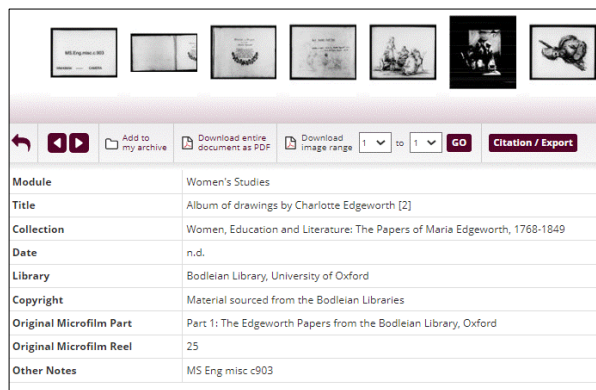 MS Eng misc c903
Add to
my archive
Download entire
document as PDF
Download
image range
1 to 1 GO
Citation / Export
Module Women's Studies
Title Album of drawings by Charlotte Edgeworth [2]
Collection Women, Education and Literature: The Papers of Maria Edgeworth, 1768-1849
Date n.d.
Library Bodleian Library, University of Oxford
Copyright Material sourced from the Bodleian Libraries
Original Microfilm Part Part 1: The Edgeworth Papers from the Bodleian Library, Oxford
Original Microfilm Reel 25
Other Notes MS Eng misc c903